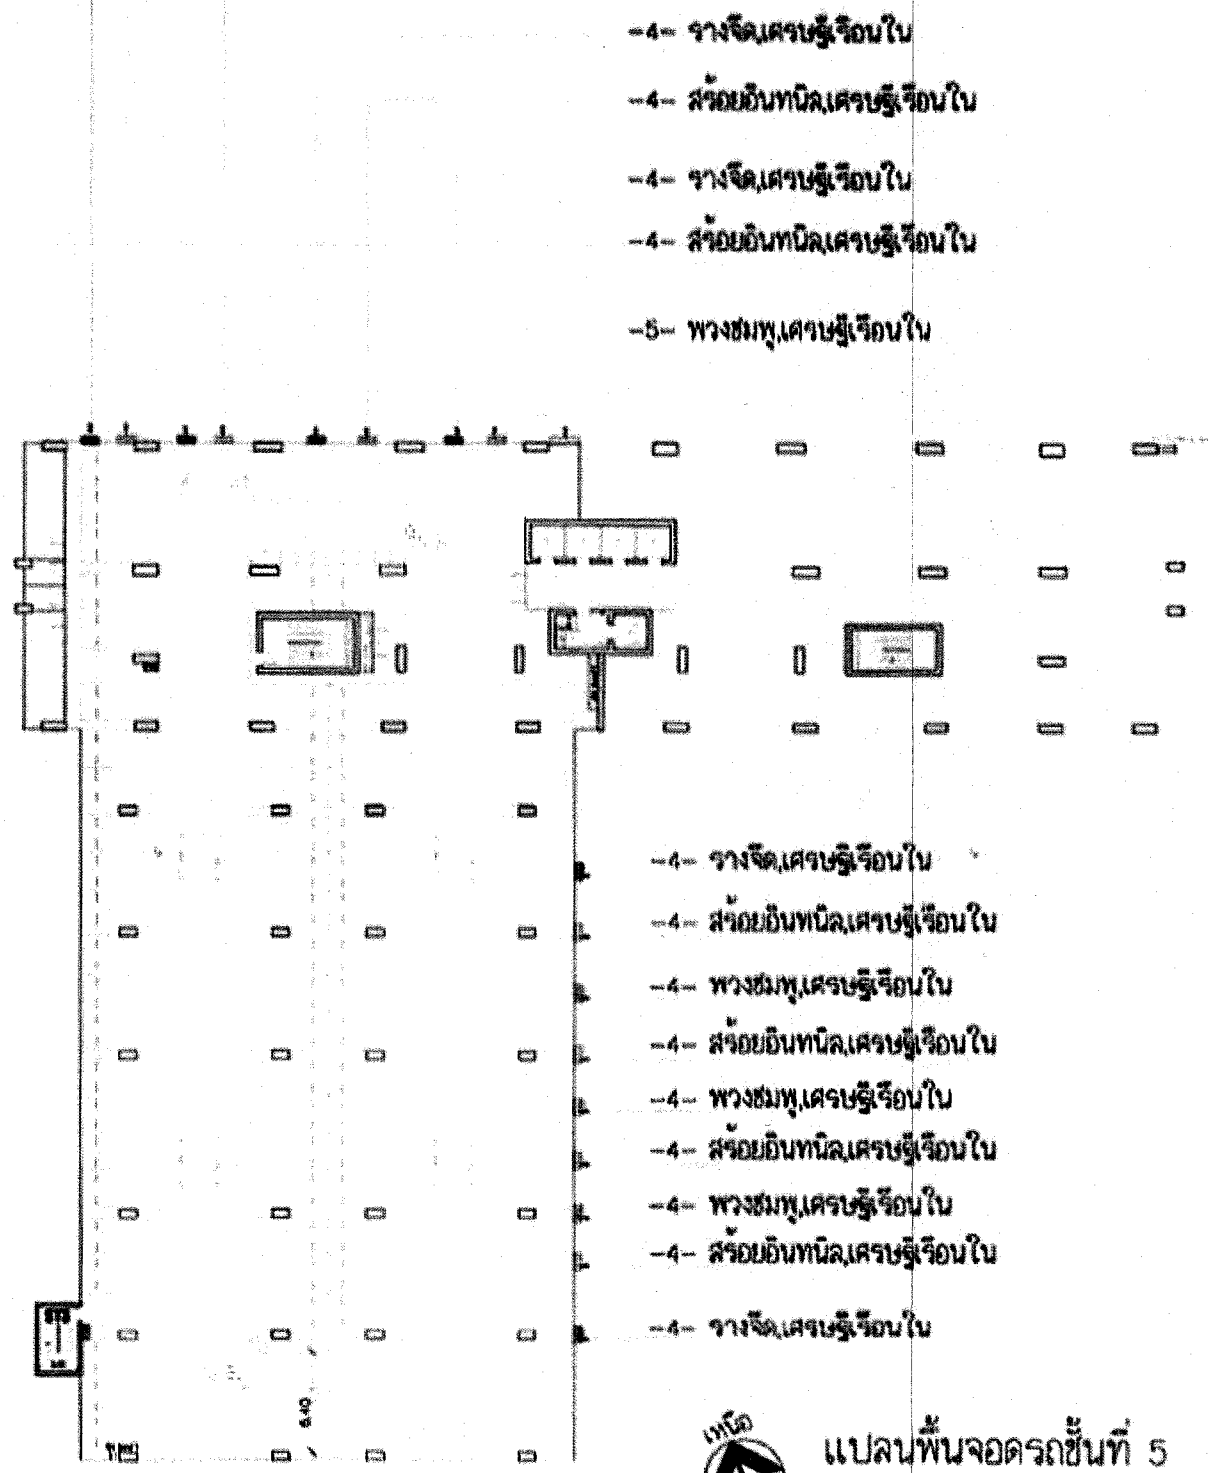 -4- รางจืด,เศรษฐีเรือนใน
-4- สร้อยอินทนิล,เศรษฐีเรือนใน
-4- รางจืด,เศรษฐีเรือนใน
-4- สร้อยอินทนิล,เศรษฐีเรือนใน
-5- พวงชมพู,เศรษฐีเรือนใน
-4- รางจืด,เศรษฐีเรือนใน
-4- สร้อยอินทนิล,เศรษฐีเรือนใน
-4- พวงชมพู,เศรษฐีเรือนใน
-4- สร้อยอินทนิล,เศรษฐีเรือนใน
-4- พวงชมพู,เศรษฐีเรือนใน
-4- สร้อยอินทนิล,เศรษฐีเรือนใน
-4- พวงชมพู,เศรษฐีเรือนใน
-4- สร้อยอินทนิล,เศรษฐีเรือนใน
-4- รางจืด,เศรษฐีเรือนใน
6.40
เหนือ
แปลนพื้นจอดรถชั้นที่ 5